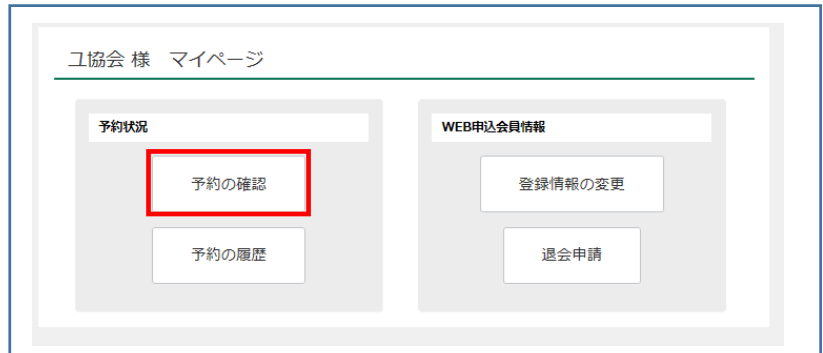 ユ協会 様　マイページ
予約状況
予約の確認
予約の履歴
WEB申込会員情報
登録情報の変更
退会申請